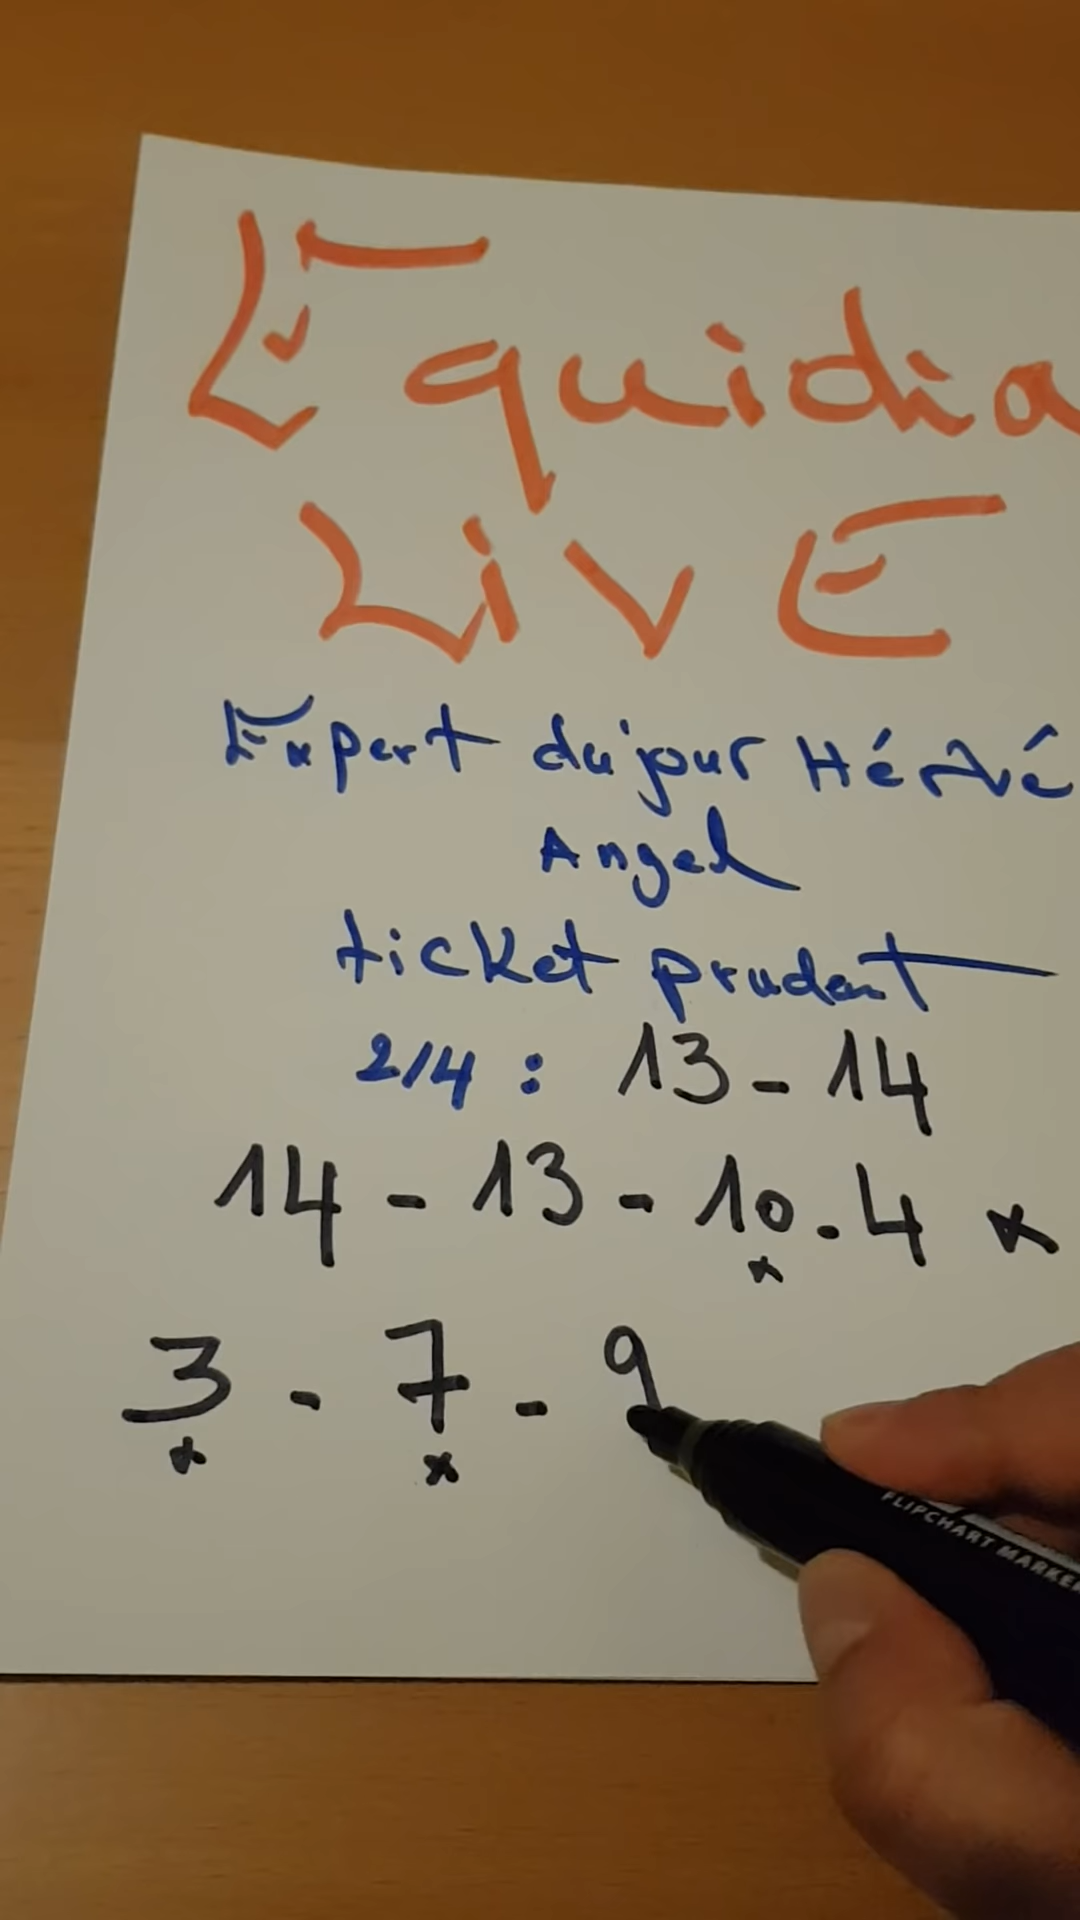 Equidia
LiVE
Expert du jour Hérvé
Angel
ticket prudent
2/4 : 13 - 14
14 - 13 - 10 . 4 x
x
3 - 7 - 9
x x
FLIPCHART MARKER